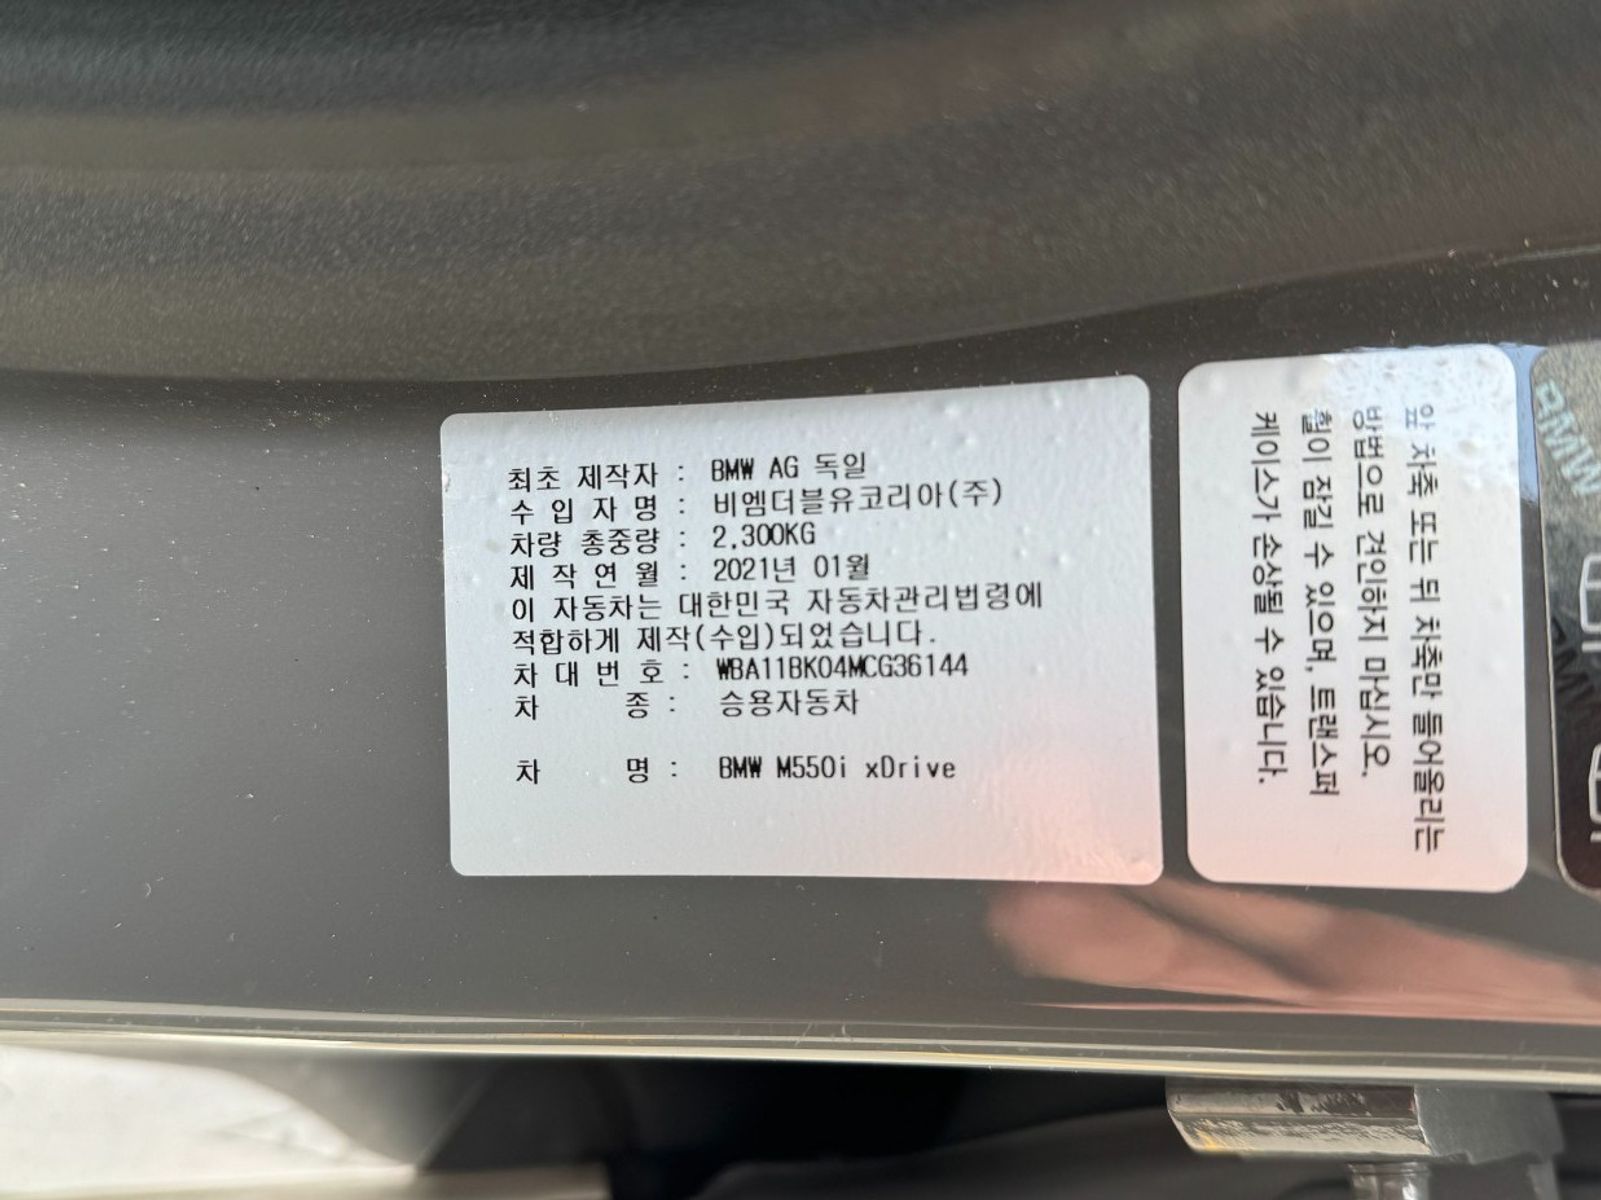 최초 제작자 : BMW AG 독일
수 입 자 명 : 비엠더블유코리아(주)
차량 총중량 : 2,300KG
제 작 연 월 : 2021년 01월
이 자동차는 대한민국 자동차관리법령에
적합하게 제작(수입)되었습니다.
차 대 번 호 : WBA11BK04MCG36144
차 종 : 승용자동차
차 명 : BMW M550i xDrive
앞 차축 또는 뒤 차축만 들어올리는
방법으로 견인하지 마십시오.
휠이 잠길 수 있으며, 트랜스퍼
케이스가 손상될 수 있습니다.
BMW